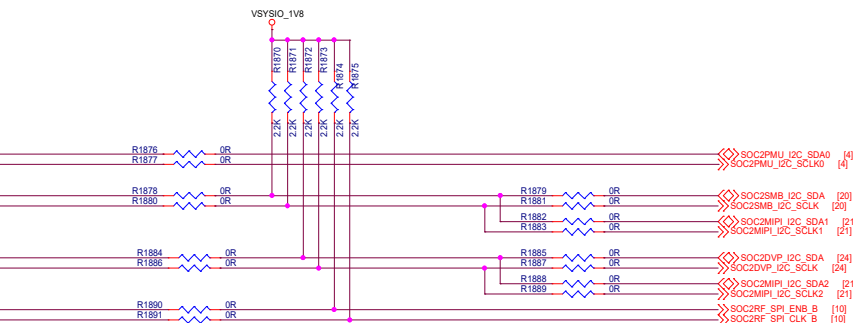 VSYSIO_1V8
R1870
R1871
R1872
R1873
R1874
R1875
2.2K
2.2K
2.2K
2.2K
2.2K
2.2K
R1876 0R SOC2PMU_I2C_SDA0 [4]
R1877 0R SOC2PMU_I2C_SCLK0 [4]
R1878 0R R1879 0R SOC2SMB_I2C_SDA [20]
R1880 0R R1881 0R SOC2SMB_I2C_SCLK [20]
R1882 0R SOC2MIPI_I2C_SDA1 [21
R1883 0R SOC2MIPI_I2C_SCLK1 [21]
R1884 0R R1885 0R SOC2DVP_I2C_SDA [24]
R1886 0R R1887 0R SOC2DVP_I2C_SCLK [24]
R1888 0R SOC2MIPI_I2C_SDA2 [21
R1889 0R SOC2MIPI_I2C_SCLK2 [21]
R1890 0R SOC2RF_SPI_ENB_B [10]
R1891 0R SOC2RF_SPI_CLK_B [10]